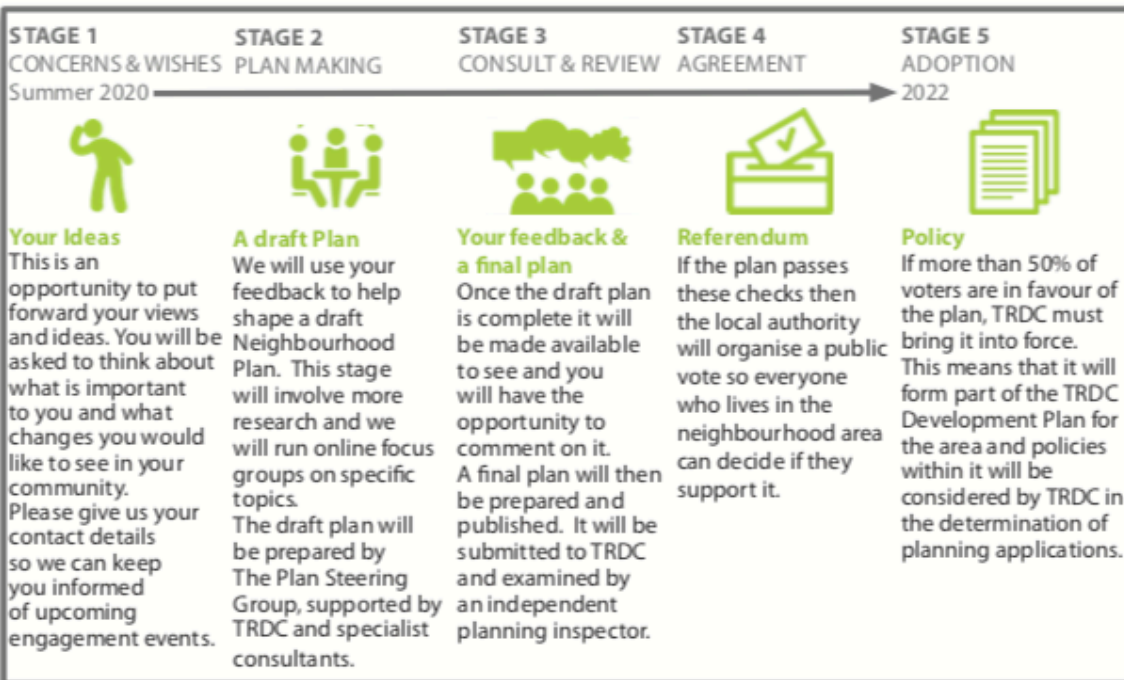 STAGE 1
CONCERNS & WISHES
Summer 2020
Your Ideas
This is an
opportunity to put
forward your views
and ideas. You will be
asked to think about
what is important
to you and what
changes you would
like to see in your
community.
Please give us your
contact details
so we can keep
you informed
of upcoming
engagement events.
STAGE 2
PLAN MAKING
A draft Plan
We will use your
feedback to help
shape a draft
Neighbourhood
Plan. This stage
will involve more
research and we
will run online focus
groups on specific
topics.
The draft plan will
be prepared by
The Plan Steering
Group, supported by
TRDC and specialist
consultants.
STAGE 3
CONSULT & REVIEW
Your feedback &
a final plan
Once the draft plan
is complete it will
be made available
to see and you
will have the
opportunity to
comment on it.
A final plan will then
be prepared and
published. It will be
submitted to TRDC
and examined by
an independent
planning inspector.
STAGE 4
AGREEMENT
Referendum
If the plan passes
these checks then
the local authority
will organise a public
vote so everyone
who lives in the
neighbourhood area
can decide if they
support it.
STAGE 5
ADOPTION
2022
Policy
If more than 50% of
voters are in favour of
the plan, TRDC must
bring it into force.
This means that it will
form part of the TRDC
Development Plan for
the area and policies
within it will be
considered by TRDC in
the determination of
planning applications.